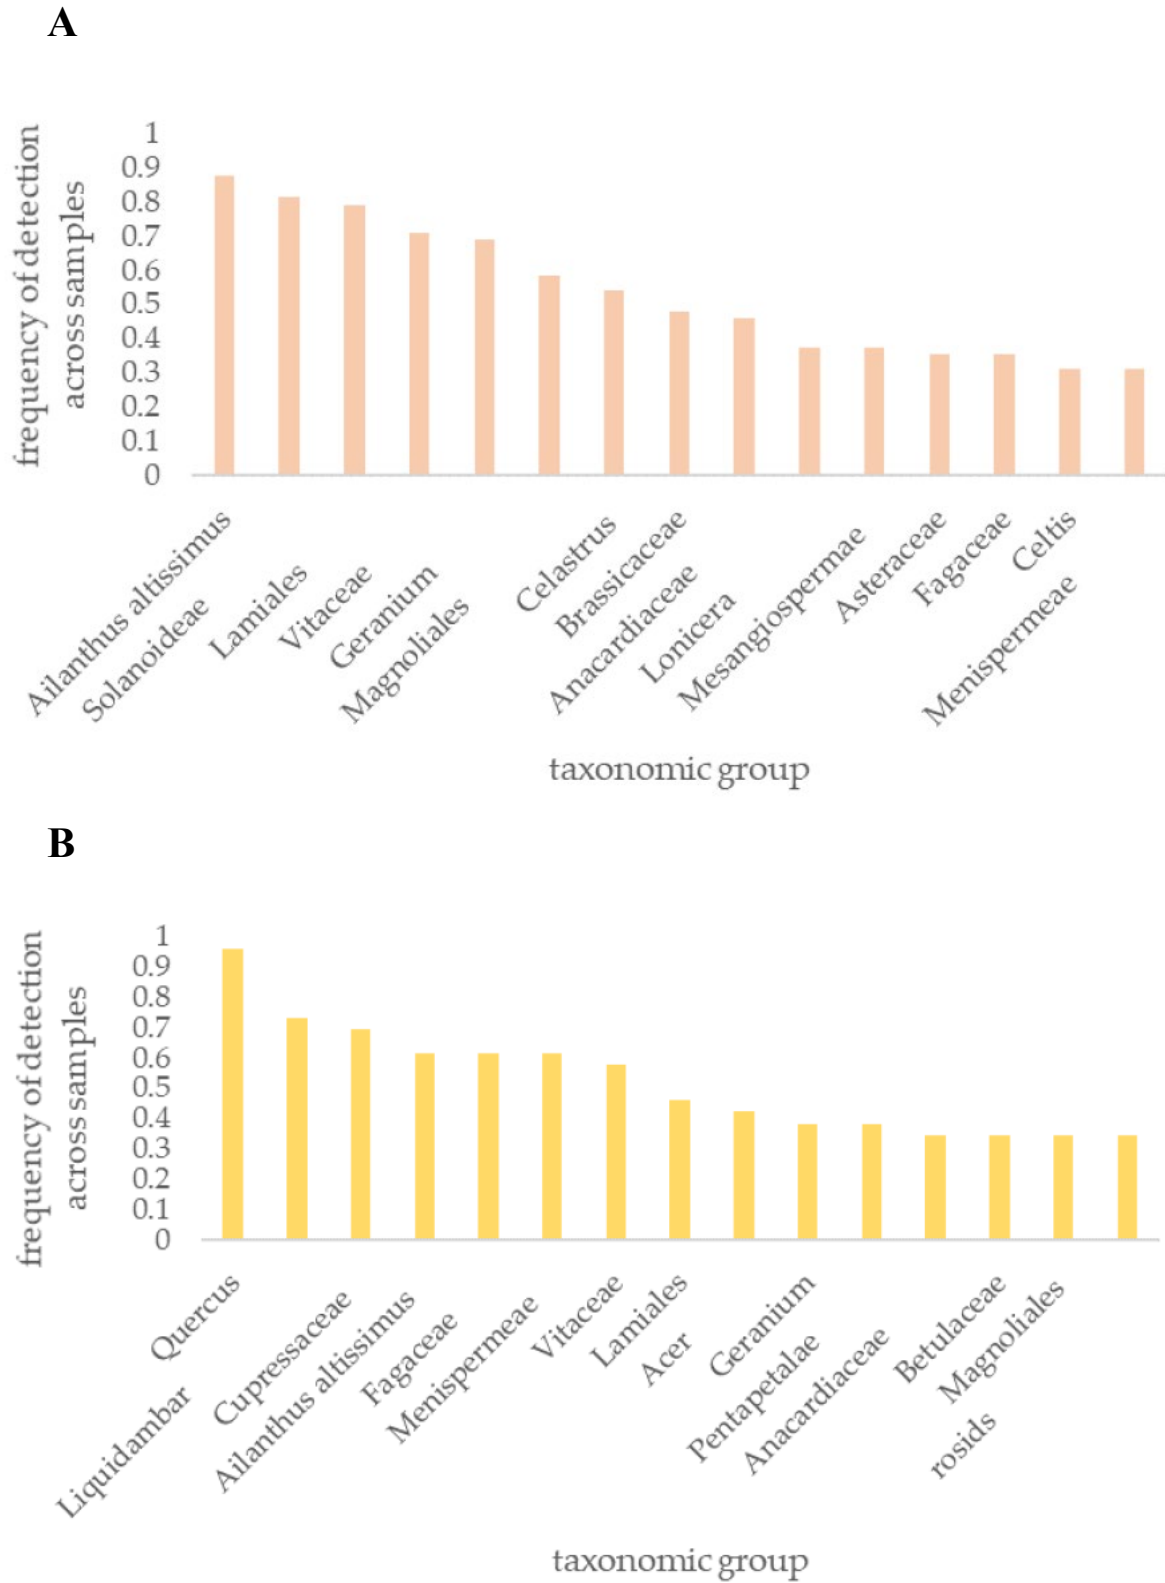 A
frequency of detection
across samples
1
0.9
0.8
0.7
0.6
0.5
0.4
0.3
0.2
0.1
0
Ailanthus altissimus
Solanoideae
Lamiales
Vitaceae
Geranium
Magnoliales
Celastrus
Brassicaceae
Anacardiaceae
Lonicera
Mesangiospermae
Asteraceae
Fagaceae
Celtis
Menispermeae
taxonomic group
B
frequency of detection
across samples
1
0.9
0.8
0.7
0.6
0.5
0.4
0.3
0.2
0.1
0
Quercus
Liquidambar
Cupressaceae
Ailanthus altissimus
Fagaceae
Menispermeae
Vitaceae
Lamiales
Acer
Geranium
Pentapetalae
Anacardiaceae
Betulaceae
Magnoliales
rosids
taxonomic group